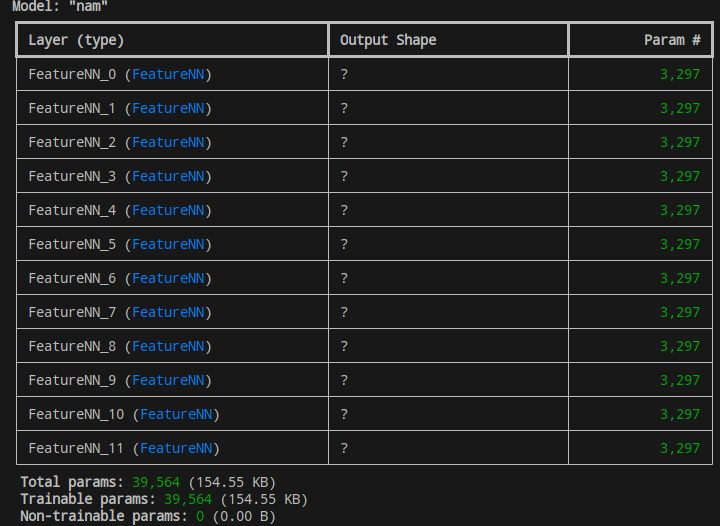 Model: "nam"
Layer (type) Output Shape Param #
FeatureNN_0 (FeatureNN) ? 3,297
FeatureNN_1 (FeatureNN) ? 3,297
FeatureNN_2 (FeatureNN) ? 3,297
FeatureNN_3 (FeatureNN) ? 3,297
FeatureNN_4 (FeatureNN) ? 3,297
FeatureNN_5 (FeatureNN) ? 3,297
FeatureNN_6 (FeatureNN) ? 3,297
FeatureNN_7 (FeatureNN) ? 3,297
FeatureNN_8 (FeatureNN) ? 3,297
FeatureNN_9 (FeatureNN) ? 3,297
FeatureNN_10 (FeatureNN) ? 3,297
FeatureNN_11 (FeatureNN) ? 3,297
Total params: 39,564 (154.55 KB)
Trainable params: 39,564 (154.55 KB)
Non-trainable params: 0 (0.00 B)